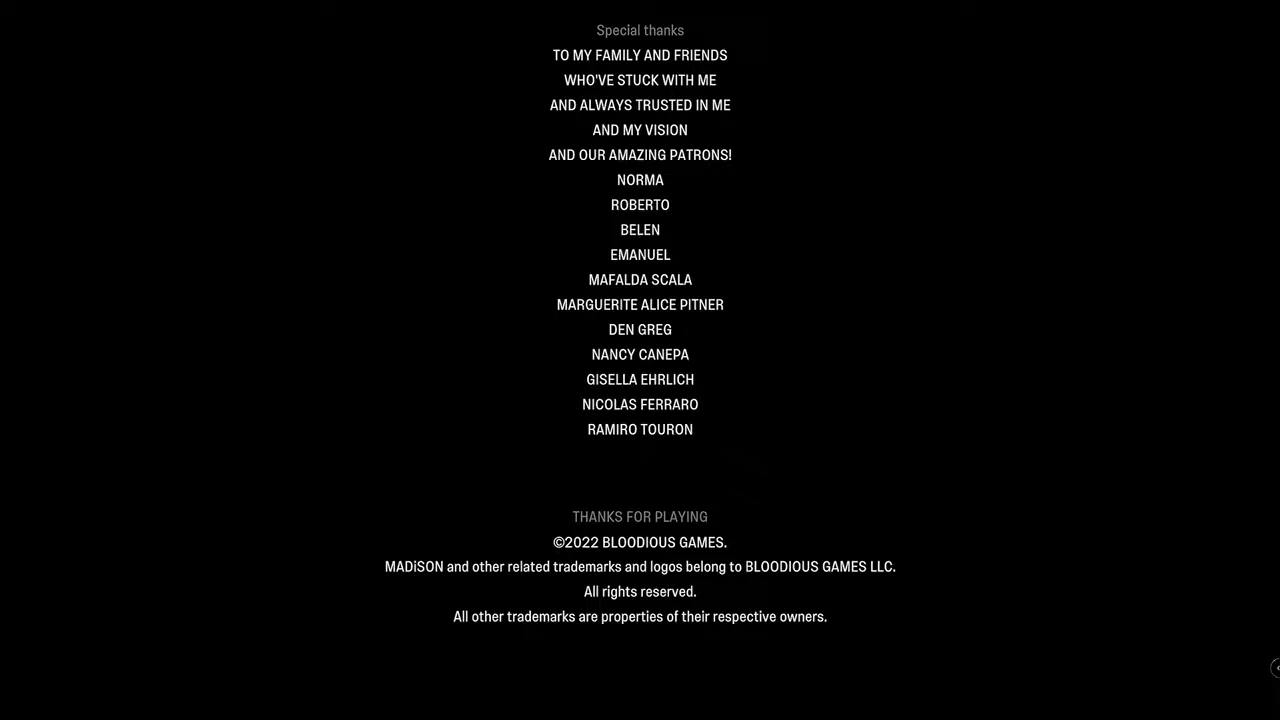 Special thanks
TO MY FAMILY AND FRIENDS
WHO'VE STUCK WITH ME
AND ALWAYS TRUSTED IN ME
AND MY VISION
AND OUR AMAZING PATRONS!
NORMA
ROBERTO
BELEN
EMANUEL
MAFALDA SCALA
MARGUERITE ALICE PITNER
DEN GREG
NANCY CANEPA
GISELLA EHRLICH
NICOLAS FERRARO
RAMIRO TOURON
THANKS FOR PLAYING
©2022 BLOODIOUS GAMES.
MADiSON and other related trademarks and logos belong to BLOODIOUS GAMES LLC.
All rights reserved.
All other trademarks are properties of their respective owners.